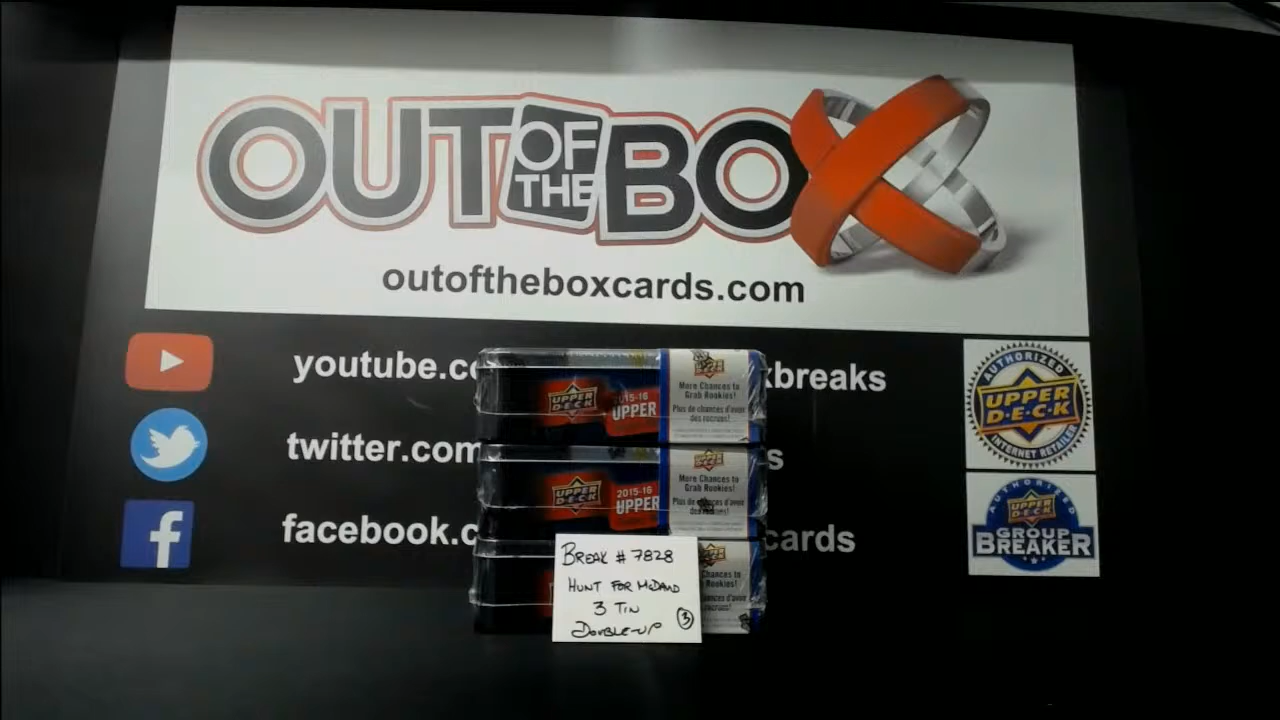 OUT OF THE BOX
outoftheboxcards.com
youtube.co
xbreaks
twitter.com
s
facebook.c
cards
AUTHORIZED
UPPER
D·E·C·K
INTERNET RETAILER
AUTHORIZED
UPPER
D·E·C·K
GROUP
BREAKER
UPPER
DECK
2015-16
UPPER
More Chances to
Grab Rookies!
Plus de chances d'avoir
des recrues!
UPPER
DECK
2015-16
UPPER
More Chances to
Grab Rookies!
Plus de chances d'avoir
des recrues!
Chances to
Rookies!
BREAK # 7828
HUNT FOR McDAVID
3 TIN
DOUBLE-UP 3